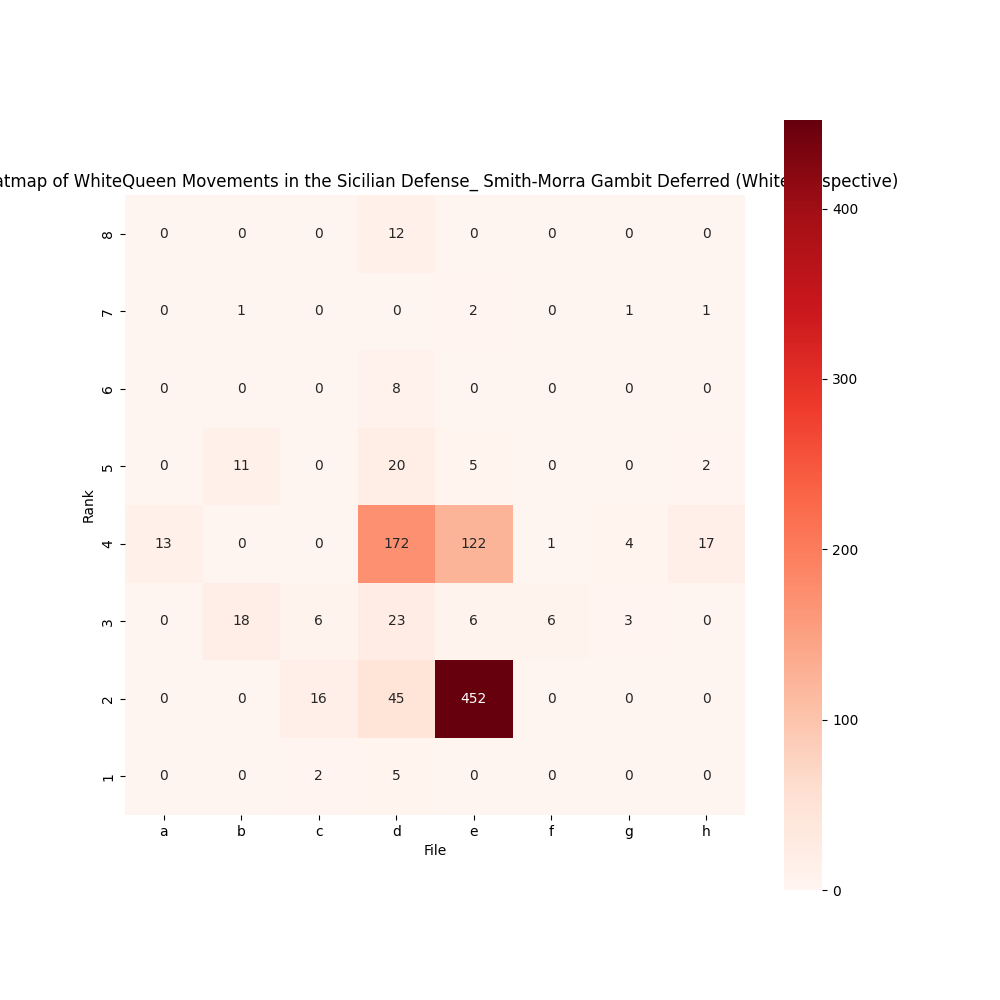 atmap of WhiteQueen Movements in the Sicilian Defense_ Smith-Morra Gambit Deferred (White spective)
400
8 0 0 0 12 0 0 0 0
7 0 1 0 0 2 0 1 1
300
6 0 0 0 8 0 0 0 0
5 0 11 0 20 5 0 0 2
Rank
4 13 0 0 172 122 1 4 17
200
3 0 18 6 23 6 6 3 0
2 0 0 16 45 452 0 0 0
100
1 0 0 2 5 0 0 0 0
a b c d e f g h
File
0